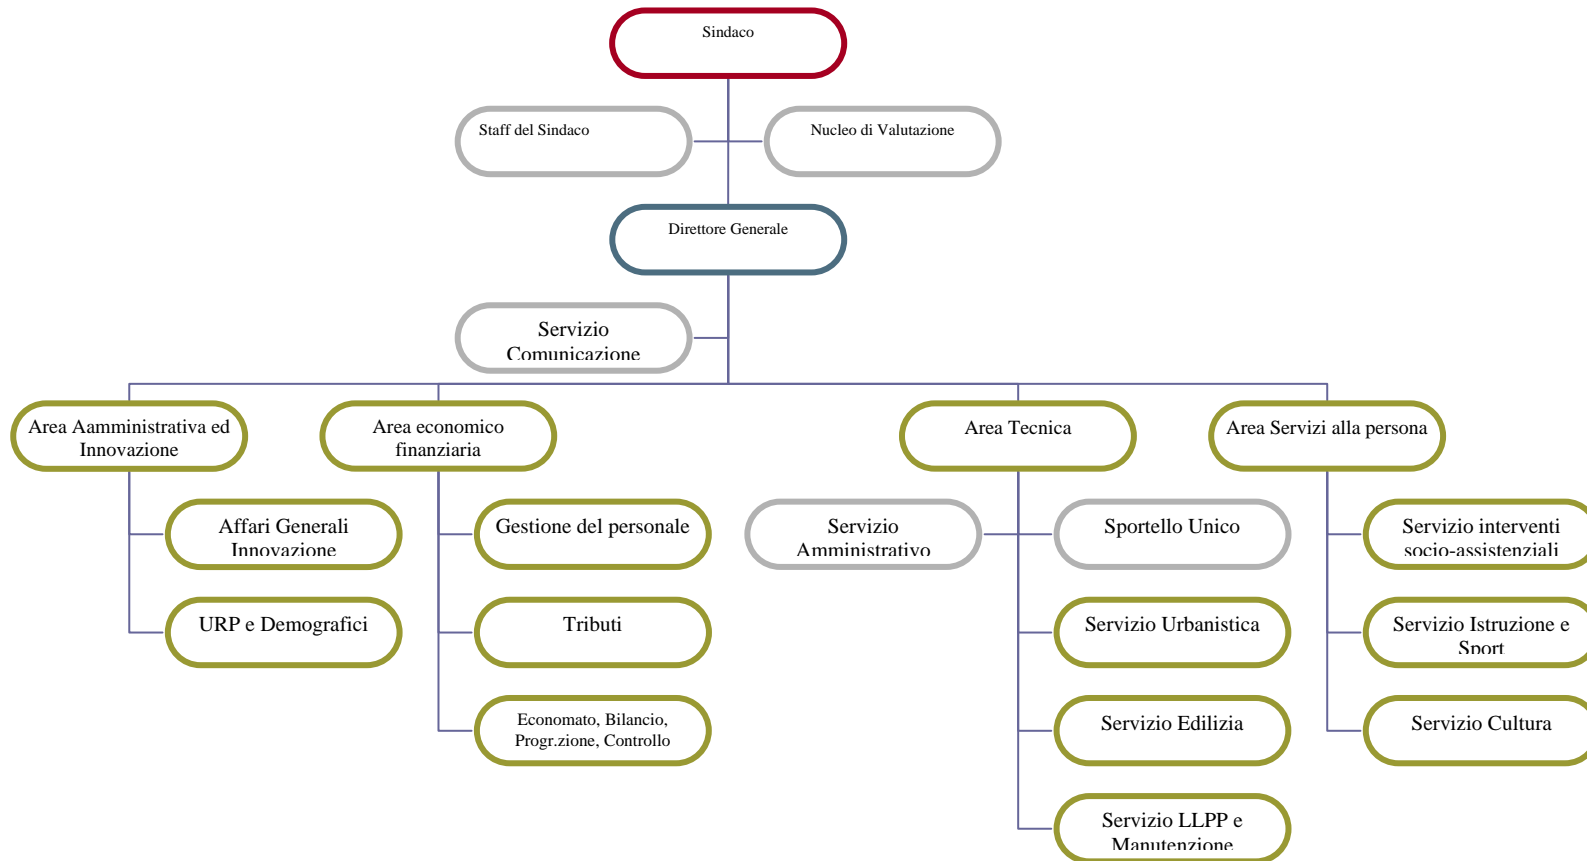 Sindaco
Staff del Sindaco
Nucleo di Valutazione
Direttore Generale
Servizio
Comunicazione
Area Aamministrativa ed
Innovazione
Area economico
finanziaria
Area Tecnica
Area Servizi alla persona
Affari Generali
Innovazione
Gestione del personale
Servizio
Amministrativo
Sportello Unico
Servizio interventi
socio-assistenziali
URP e Demografici
Tributi
Servizio Urbanistica
Servizio Istruzione e
Sport
Economato, Bilancio,
Progr.zione, Controllo
Servizio Edilizia
Servizio Cultura
Servizio LLPP e
Manutenzione